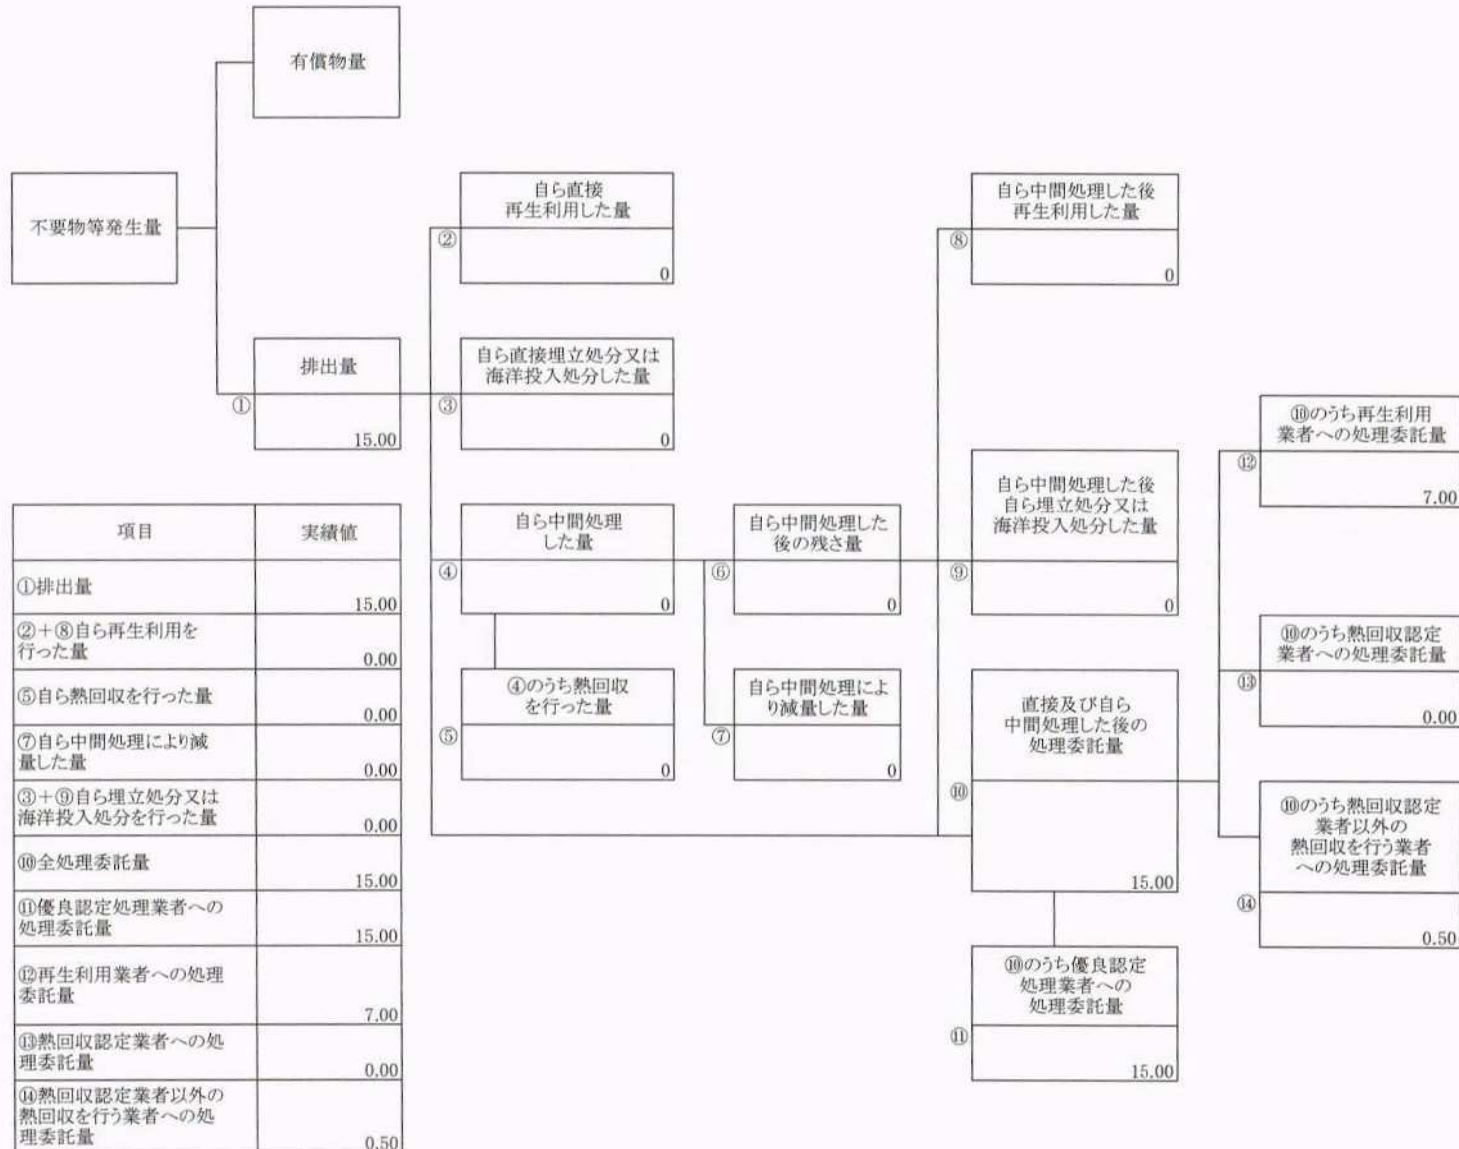 有償物量
不要物等発生量
自ら直接
再生利用した量
②
0
自ら中間処理した後
再生利用した量
⑧
0
排出量
①
15.00
自ら直接埋立処分又は
海洋投入処分した量
③
0
⑩のうち再生利用
業者への処理委託量
⑫
7.00
自ら中間処理した後
自ら埋立処分又は
海洋投入処分した量
⑨
0
自ら中間処理
した量
④
0
自ら中間処理した
後の残さ量
⑥
0
⑩のうち熱回収認定
業者への処理委託量
⑬
0.00
④のうち熱回収
を行った量
⑤
0
自ら中間処理によ
り減量した量
⑦
0
直接及び自ら
中間処理した後の
処理委託量
⑩
15.00
⑩のうち熱回収認定
業者以外の
熱回収を行う業者
への処理委託量
⑭
0.50
⑩のうち優良認定
処理業者への
処理委託量
⑪
15.00
項目 実績値
①排出量
15.00
②+⑧自ら再生利用を
行った量
0.00
⑤自ら熱回収を行った量
0.00
⑦自ら中間処理により減
量した量
0.00
③+⑨自ら埋立処分又は
海洋投入処分を行った量
0.00
⑩全処理委託量
15.00
⑪優良認定処理業者への
処理委託量
15.00
⑫再生利用業者への処理
委託量
7.00
⑬熱回収認定業者への処
理委託量
0.00
⑭熱回収認定業者以外の
熱回収を行う業者への処
理委託量
0.50